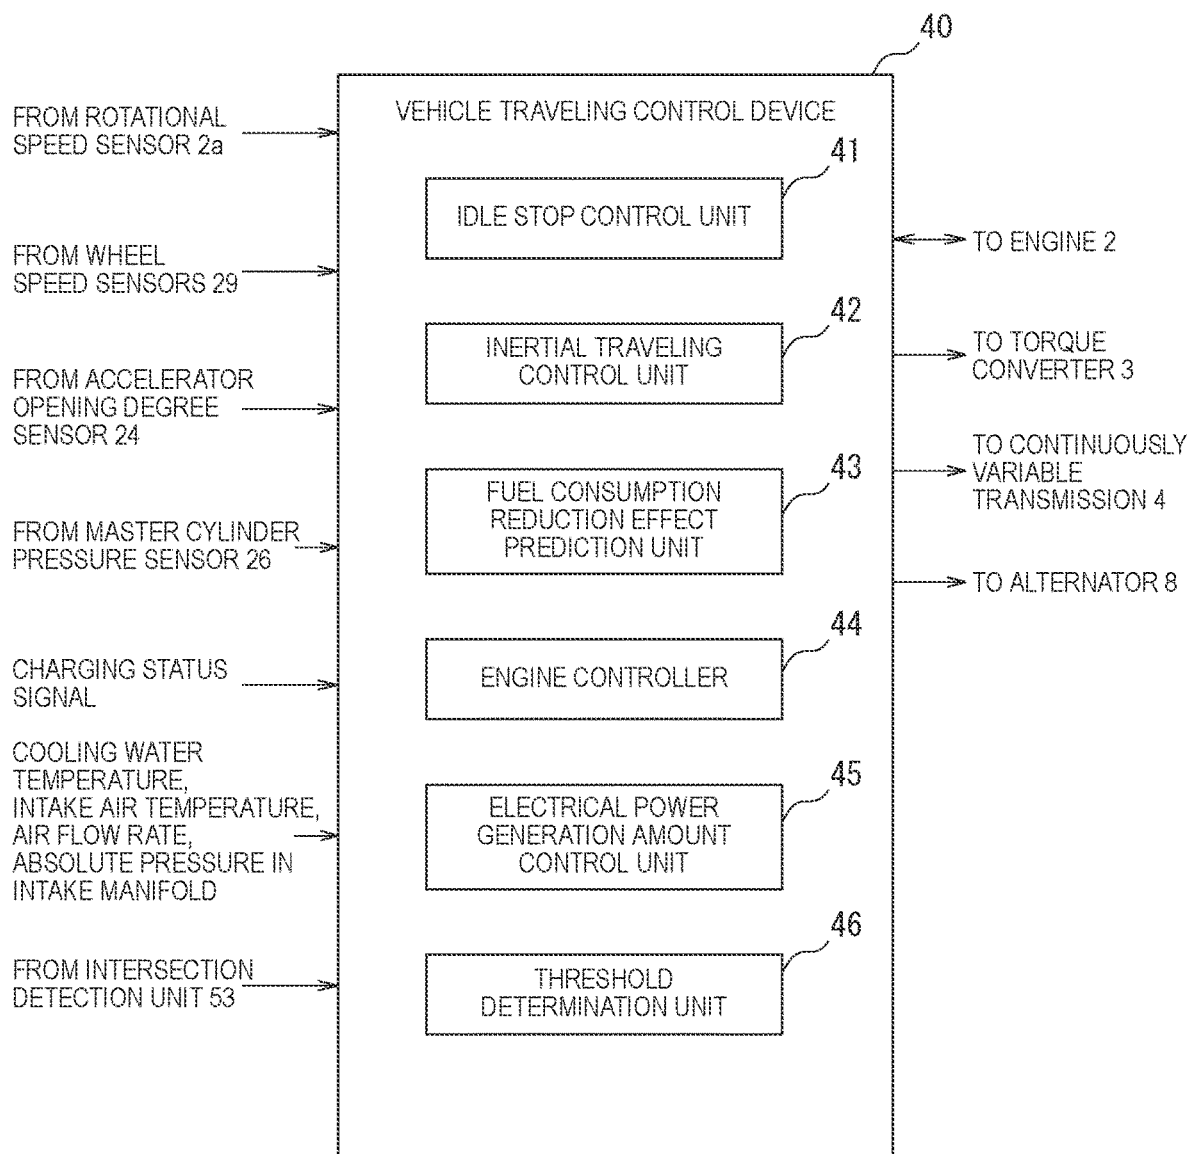 40
VEHICLE TRAVELING CONTROL DEVICE
FROM ROTATIONAL
SPEED SENSOR 2a
FROM WHEEL
SPEED SENSORS 29
FROM ACCELERATOR
OPENING DEGREE
SENSOR 24
FROM MASTER CYLINDER
PRESSURE SENSOR 26
CHARGING STATUS
SIGNAL
COOLING WATER
TEMPERATURE,
INTAKE AIR TEMPERATURE,
AIR FLOW RATE,
ABSOLUTE PRESSURE IN
INTAKE MANIFOLD
FROM INTERSECTION
DETECTION UNIT 53
41
IDLE STOP CONTROL UNIT
42
INERTIAL TRAVELING
CONTROL UNIT
43
FUEL CONSUMPTION
REDUCTION EFFECT
PREDICTION UNIT
44
ENGINE CONTROLLER
45
ELECTRICAL POWER
GENERATION AMOUNT
CONTROL UNIT
46
THRESHOLD
DETERMINATION UNIT
TO ENGINE 2
TO TORQUE
CONVERTER 3
TO CONTINUOUSLY
VARIABLE
TRANSMISSION 4
TO ALTERNATOR 8